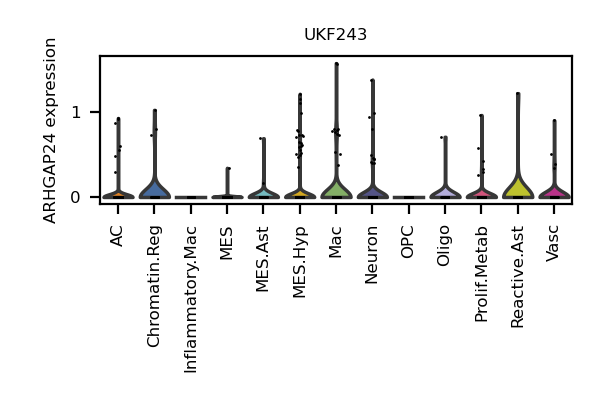 UKF243
ARHGAP24 expression
1
0
AC
Chromatin.Reg
Inflammatory.Mac
MES
MES.Ast
MES.Hyp
Mac
Neuron
OPC
Oligo
Prolif.Metab
Reactive.Ast
Vasc